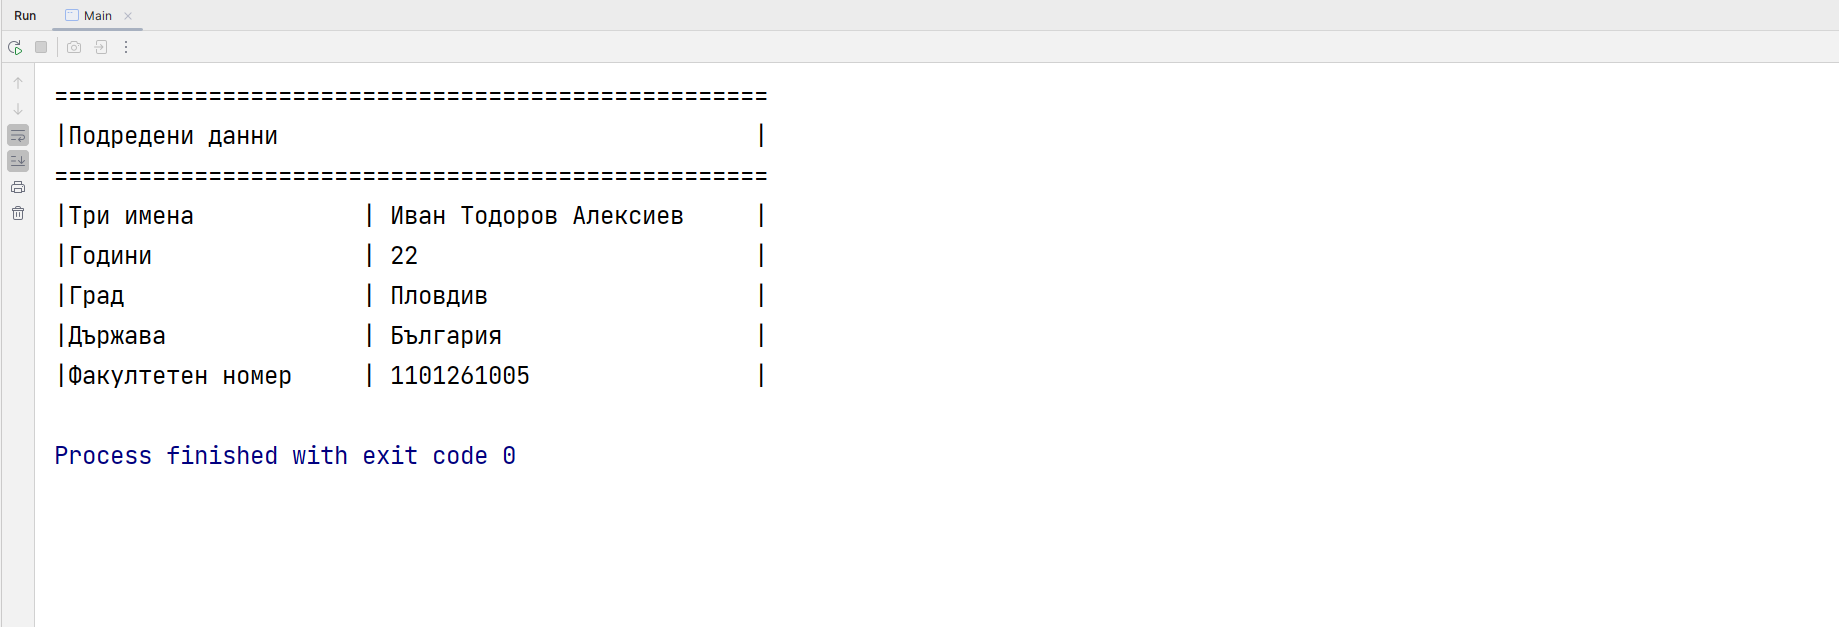 Run Main
===================================================
|Подредени данни                                  |
===================================================
|Три имена            | Иван Тодоров Алексиев     |
|Години               | 22                        |
|Град                 | Пловдив                   |
|Държава              | България                  |
|Факултетен номер     | 1101261005                |
Process finished with exit code 0